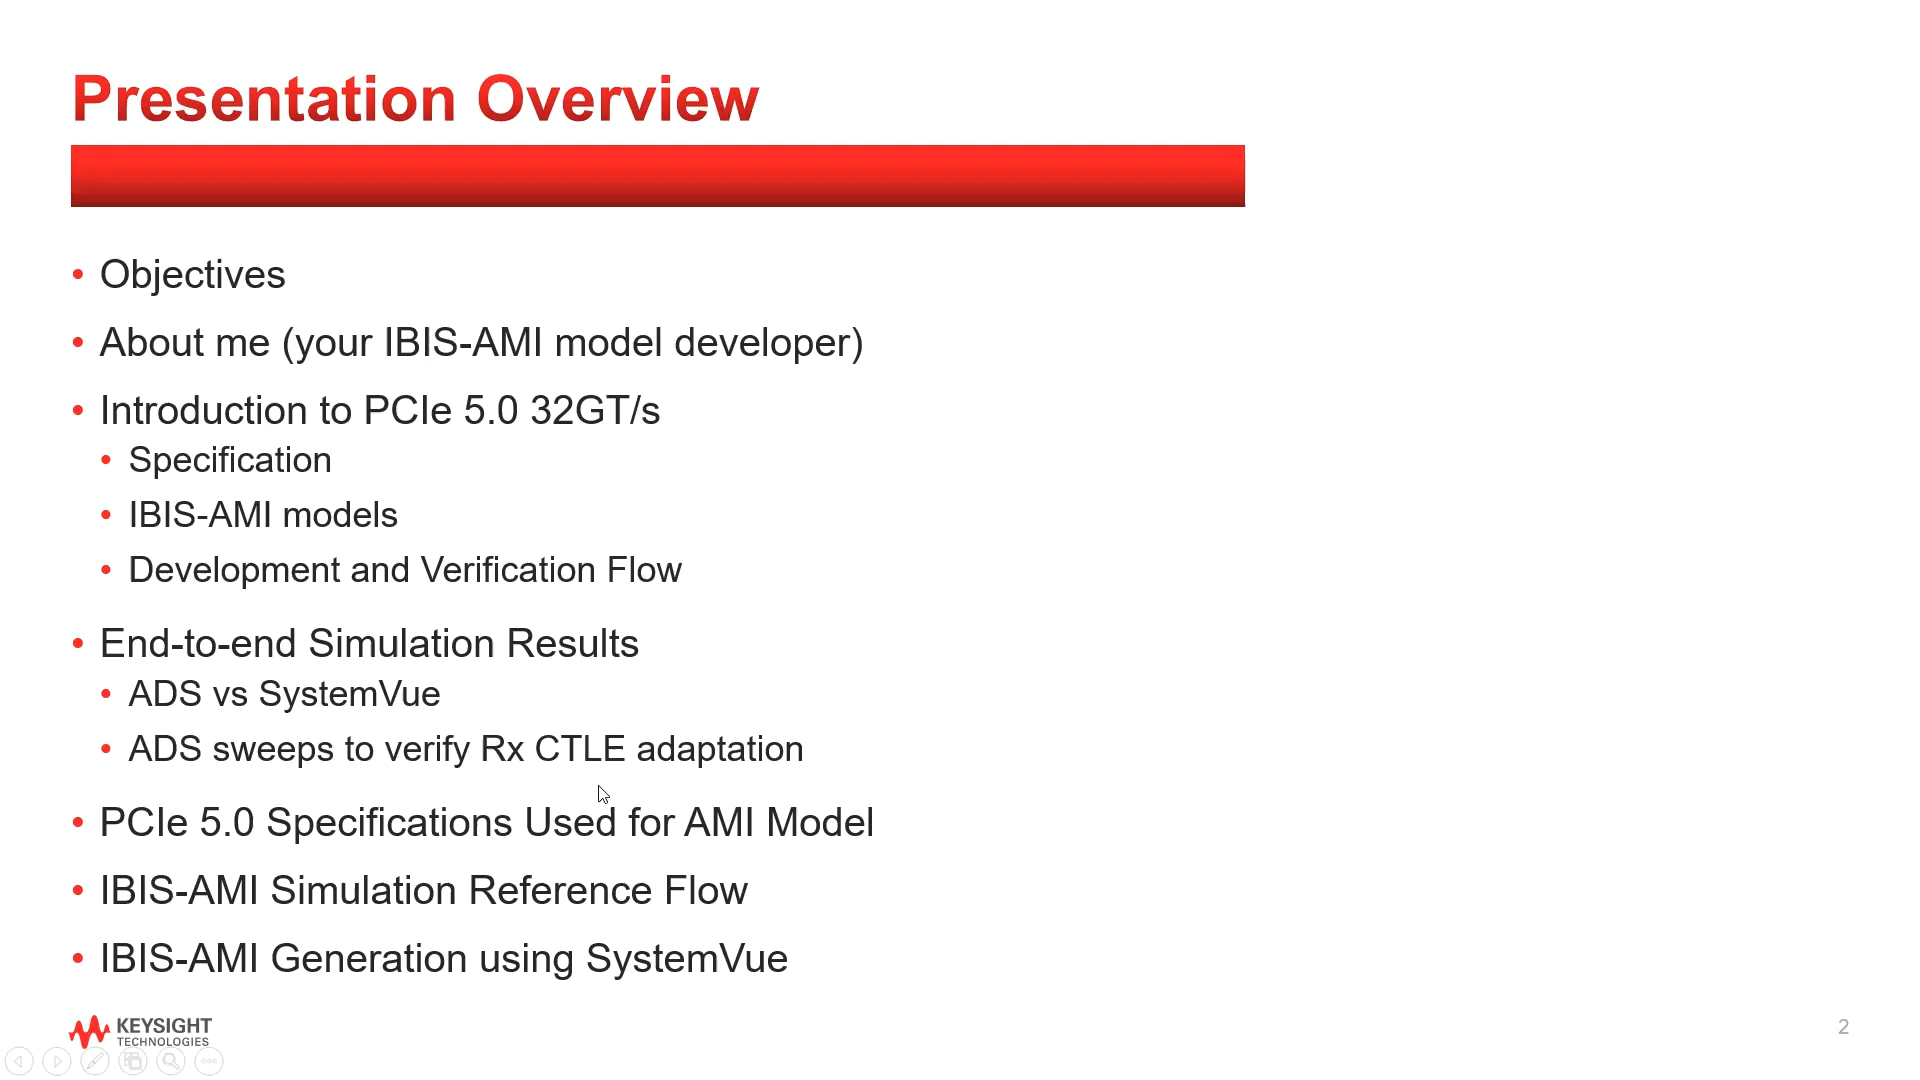 Presentation Overview
• Objectives
• About me (your IBIS-AMI model developer)
• Introduction to PCIe 5.0 32GT/s
• Specification
• IBIS-AMI models
• Development and Verification Flow
• End-to-end Simulation Results
• ADS vs SystemVue
• ADS sweeps to verify Rx CTLE adaptation
• PCIe 5.0 Specifications Used for AMI Model
• IBIS-AMI Simulation Reference Flow
• IBIS-AMI Generation using SystemVue
KEYSIGHT
TECHNOLOGIES
2